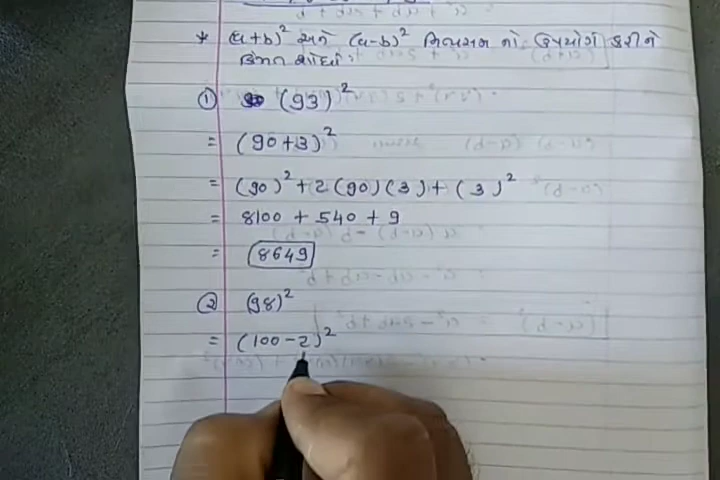 * (a+b)² અને (a-b)² નિત્યસમ નો ઉપયોગ કરીને
કિંમત શોધો:
① (93)²
= (90+3)²
= (90)² + 2(90)(3) + (3)²
= 8100 + 540 + 9
= 8649
② (98)²
= (100-2)²